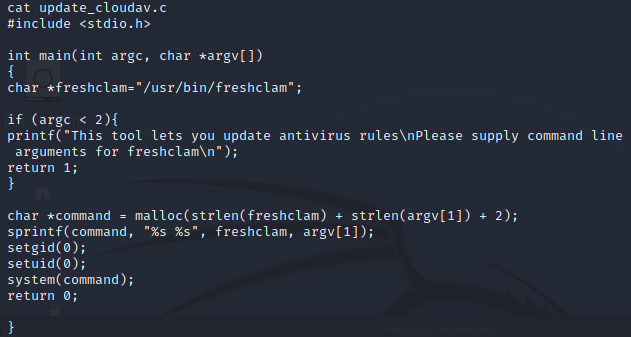 cat update_cloudav.c
#include <stdio.h>
int main(int argc, char *argv[])
{
char *freshclam="/usr/bin/freshclam";
if (argc < 2){
printf("This tool lets you update antivirus rules\nPlease supply command line
 arguments for freshclam\n");
return 1;
}
char *command = malloc(strlen(freshclam) + strlen(argv[1]) + 2);
sprintf(command, "%s %s", freshclam, argv[1]);
setgid(0);
setuid(0);
system(command);
return 0;
}